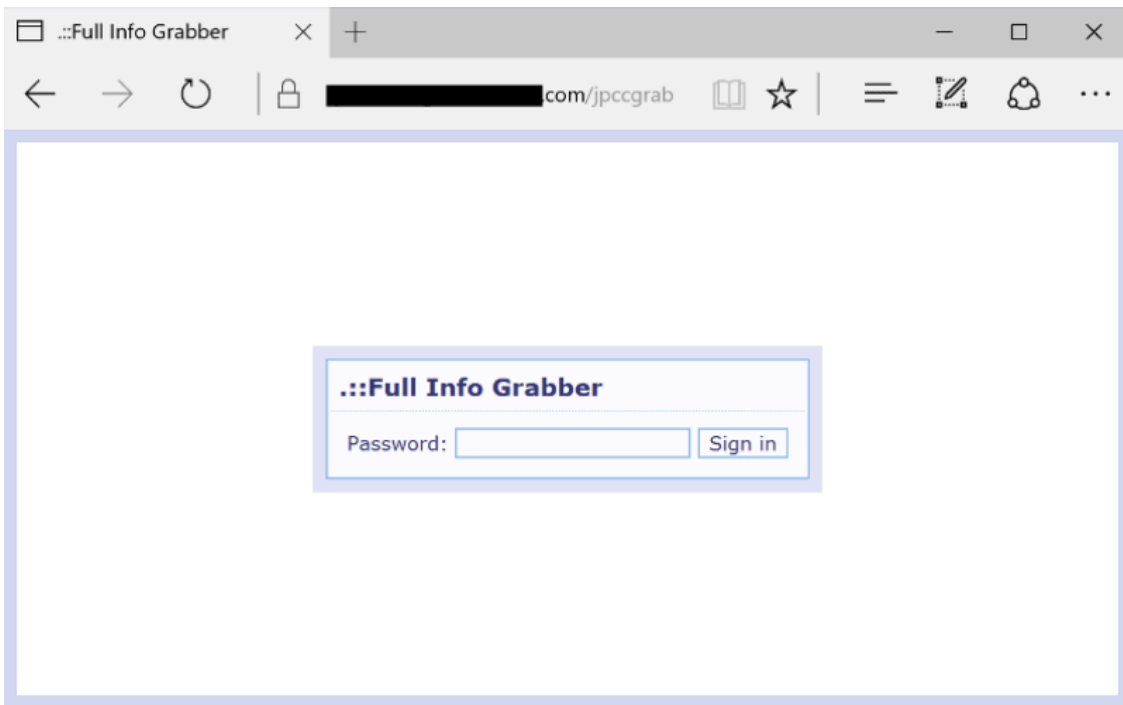 .::Full Info Grabber
.com/jpccgrab
.::Full Info Grabber
Password:
Sign in